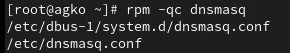 [root@agko ~]# rpm -qc dnsmasq
/etc/dbus-1/system.d/dnsmasq.conf
/etc/dnsmasq.conf